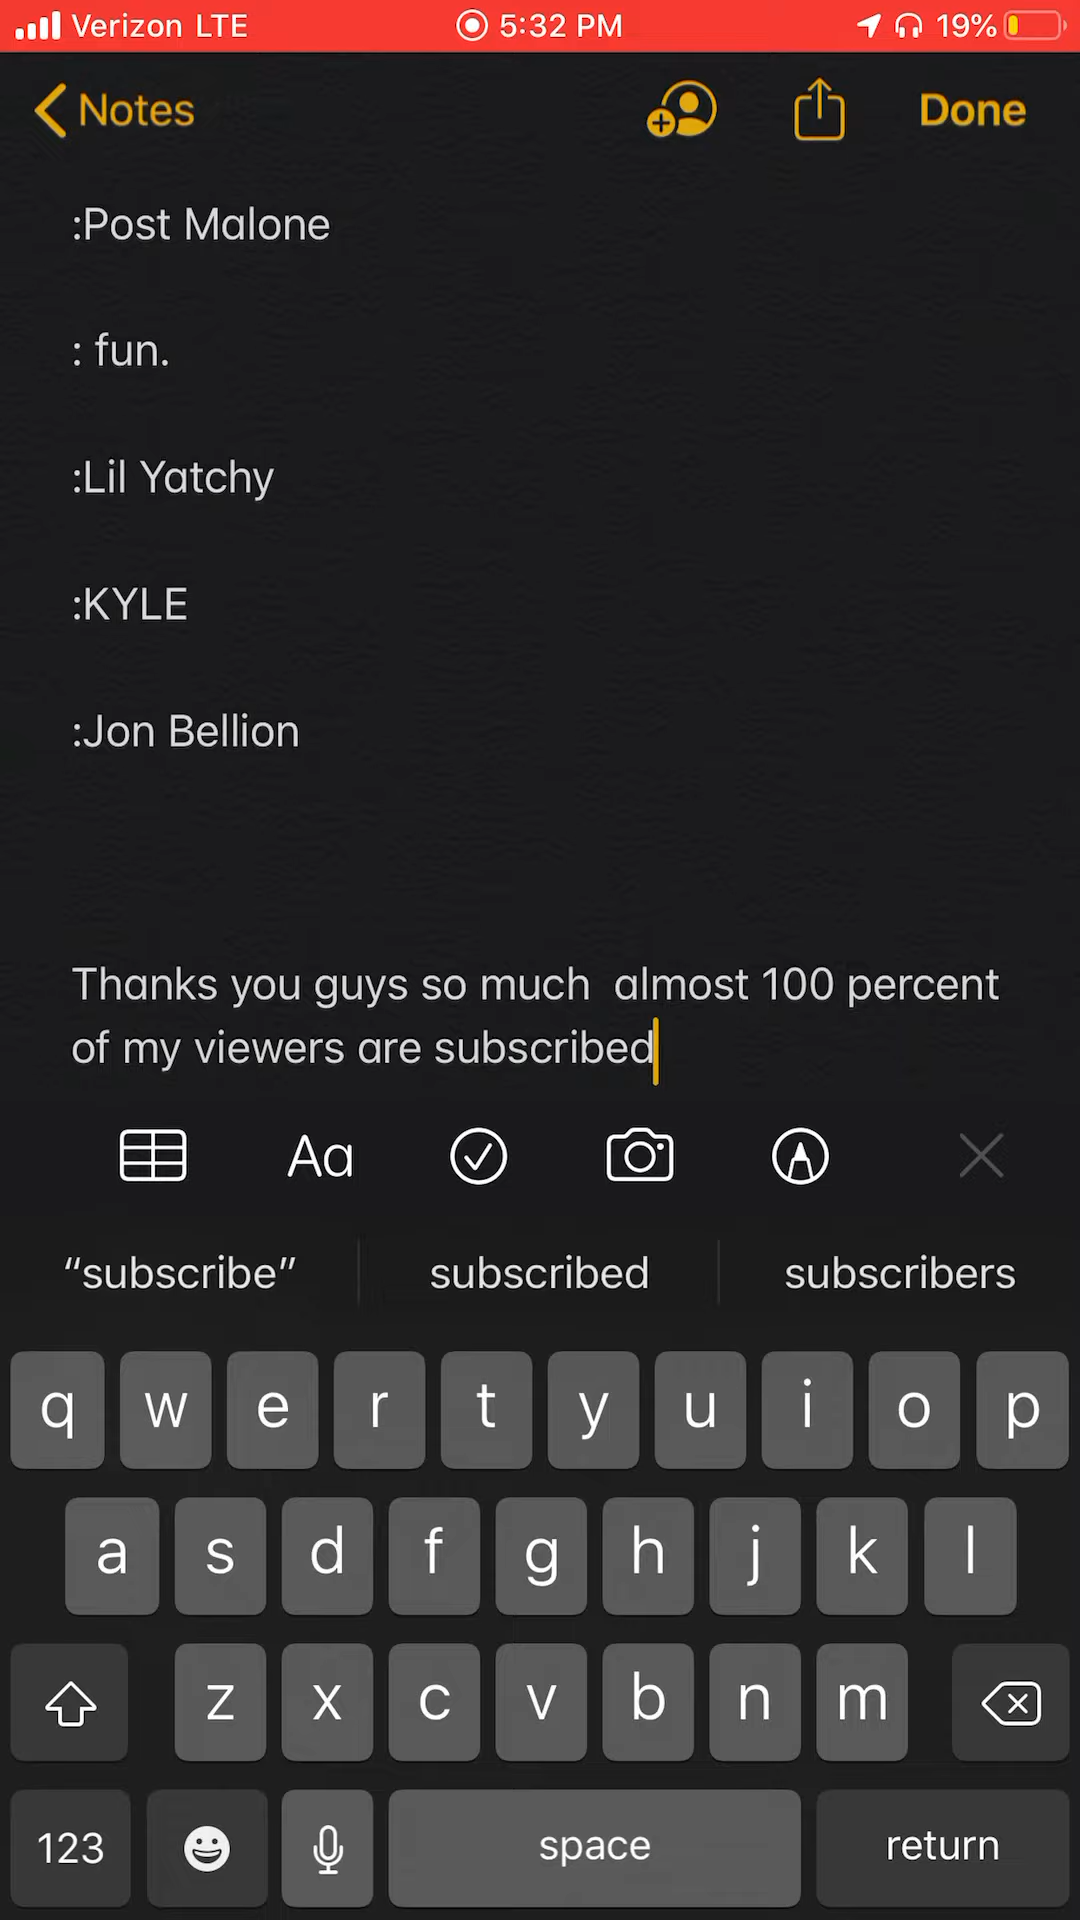 Verizon LTE 5:32 PM 19%
Notes Done
:Post Malone
: fun.
:Lil Yatchy
:KYLE
:Jon Bellion
Thanks you guys so much  almost 100 percent
of my viewers are subscribed
Aa
“subscribe” subscribed subscribers
q w e r t y u i o p
a s d f g h j k l
z x c v b n m
123 space return